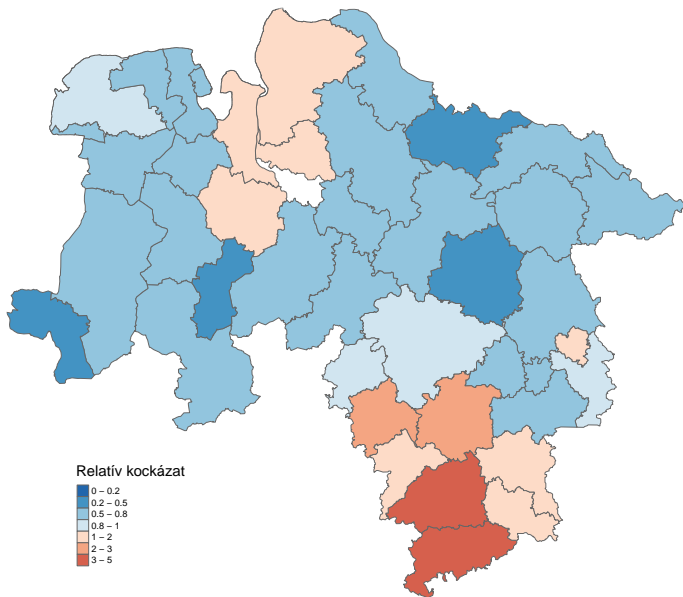 Relatív kockázat
0 – 0.2
0.2 – 0.5
0.5 – 0.8
0.8 – 1
1 – 2
2 – 3
3 – 5